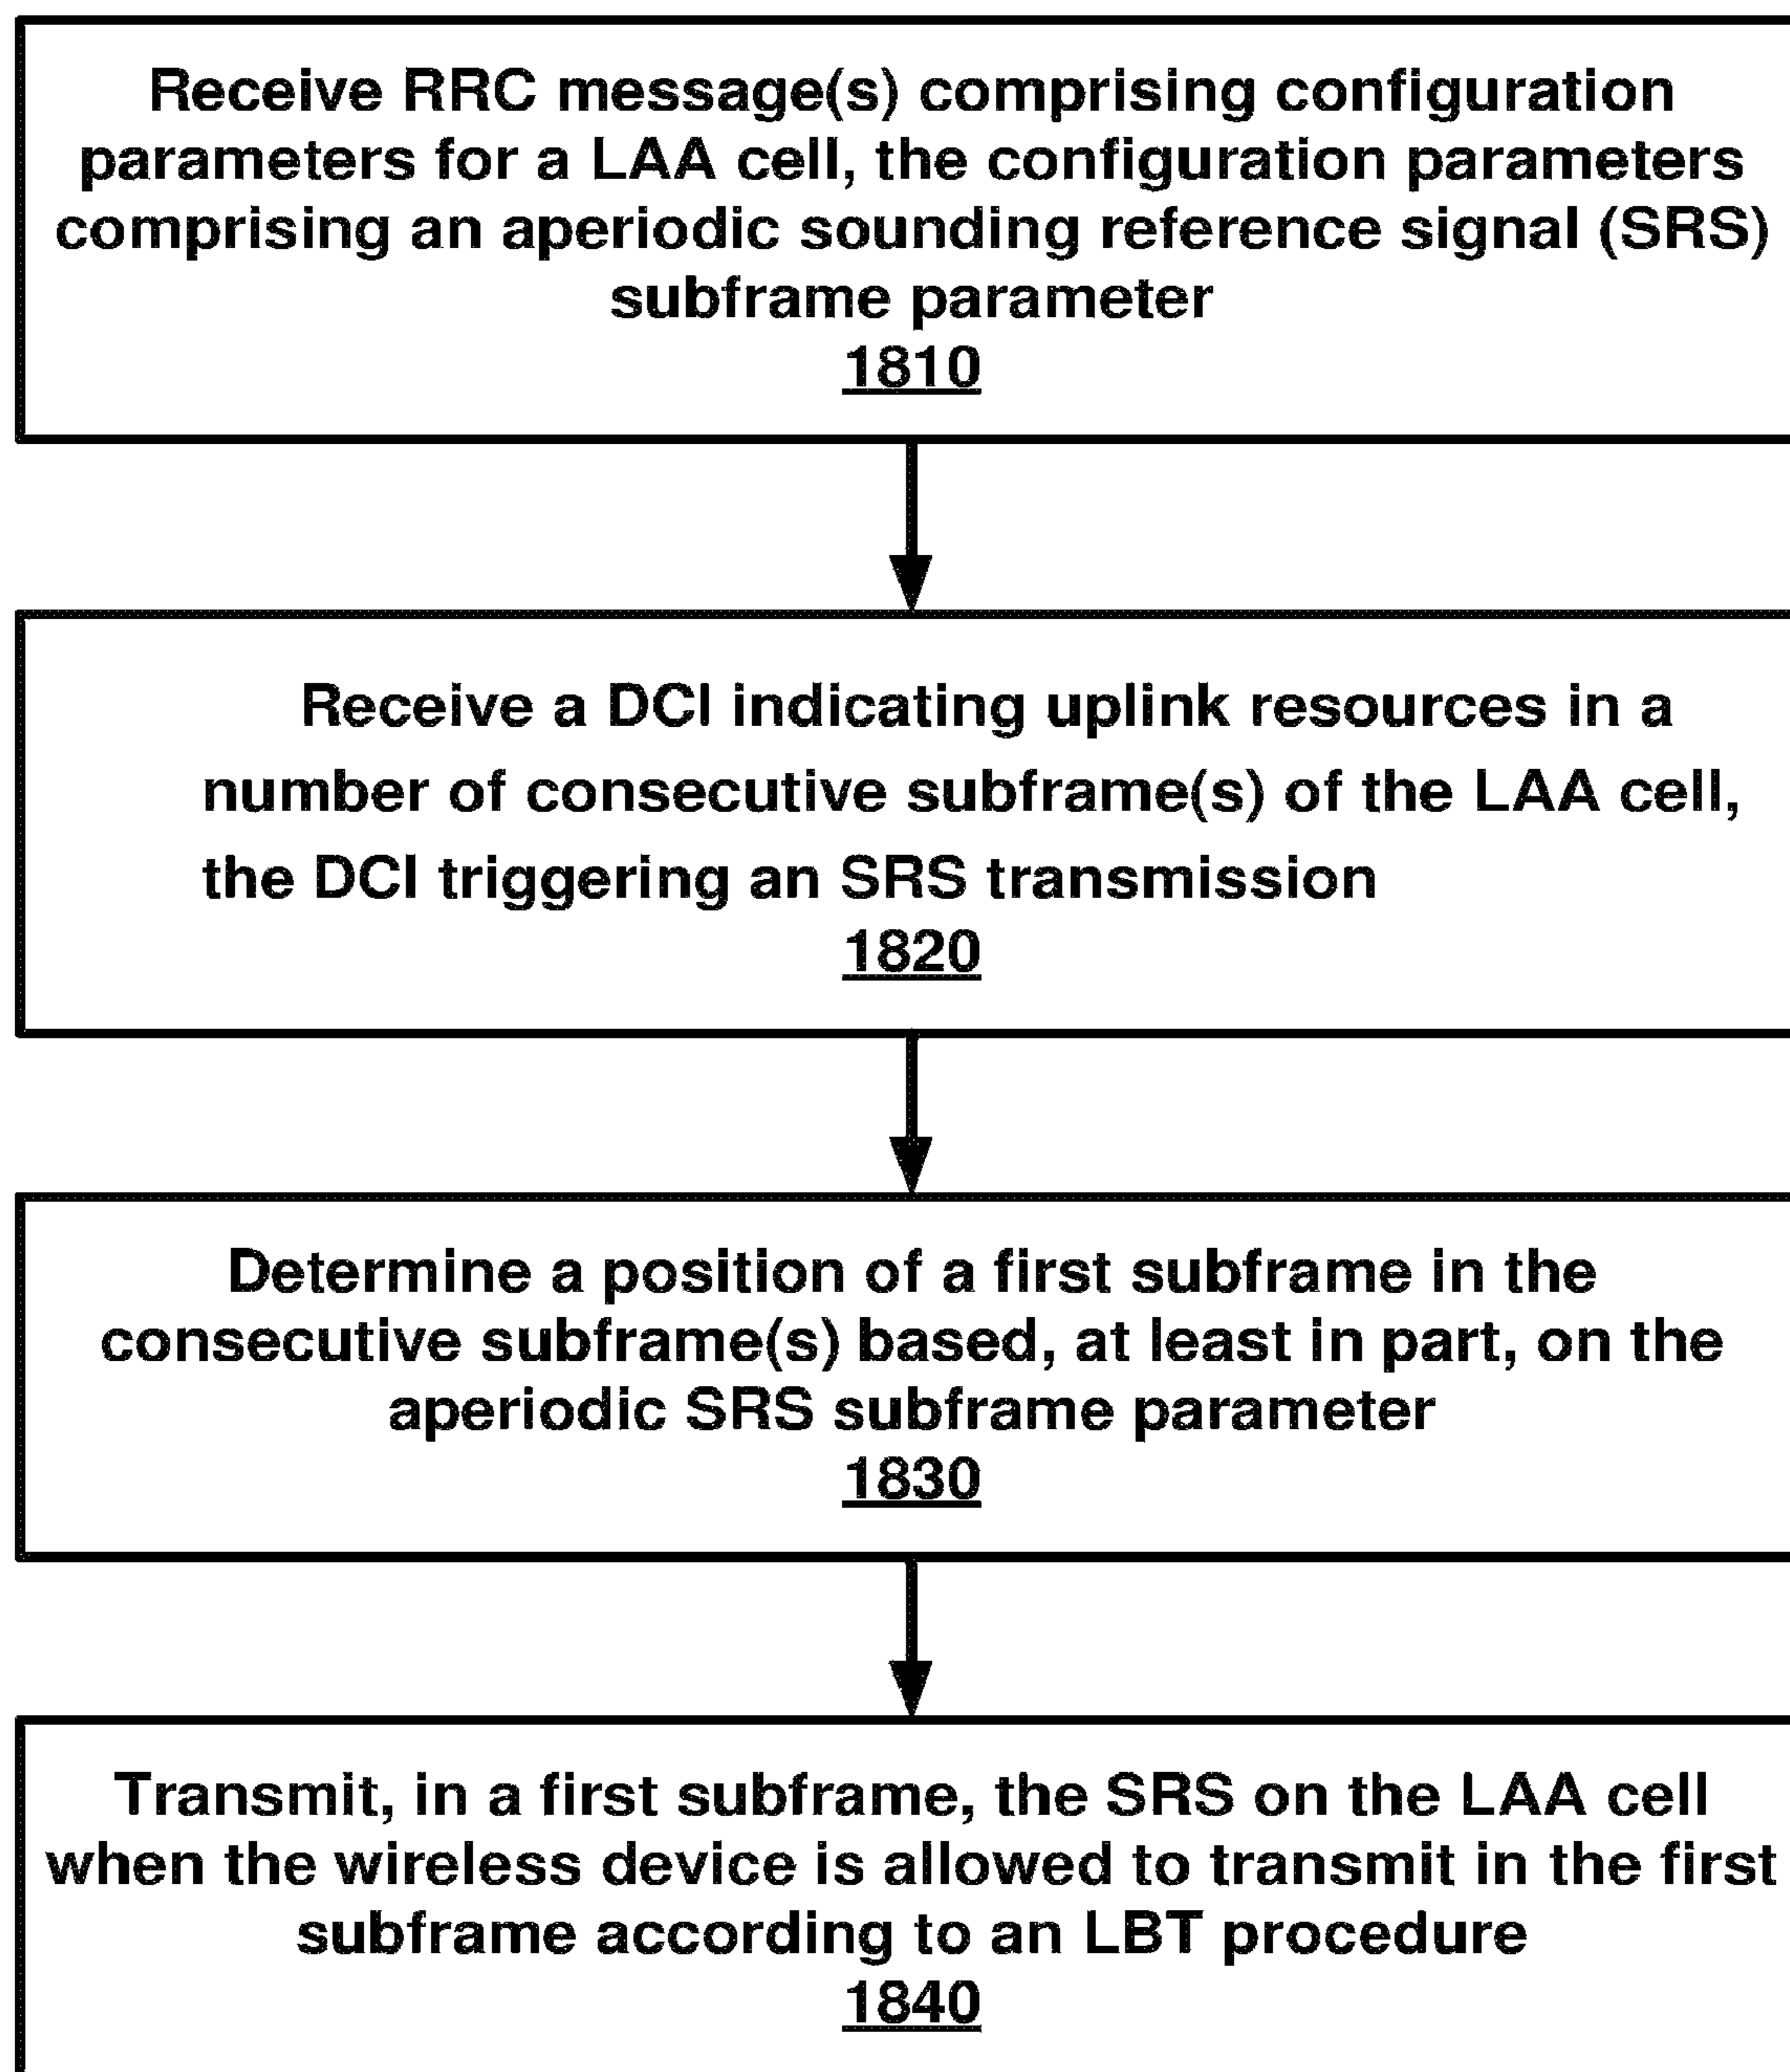 Receive RRC message(s) comprising configuration
parameters for a LAA cell, the configuration parameters
comprising an aperiodic sounding reference signal (SRS)
subframe parameter
1810
Receive a DCI indicating uplink resources in a
number of consecutive subframe(s) of the LAA cell,
the DCI triggering an SRS transmission
1820
Determine a position of a first subframe in the
consecutive subframe(s) based, at least in part, on the
aperiodic SRS subframe parameter
1830
Transmit, in a first subframe, the SRS on the LAA cell
when the wireless device is allowed to transmit in the first
subframe according to an LBT procedure
1840